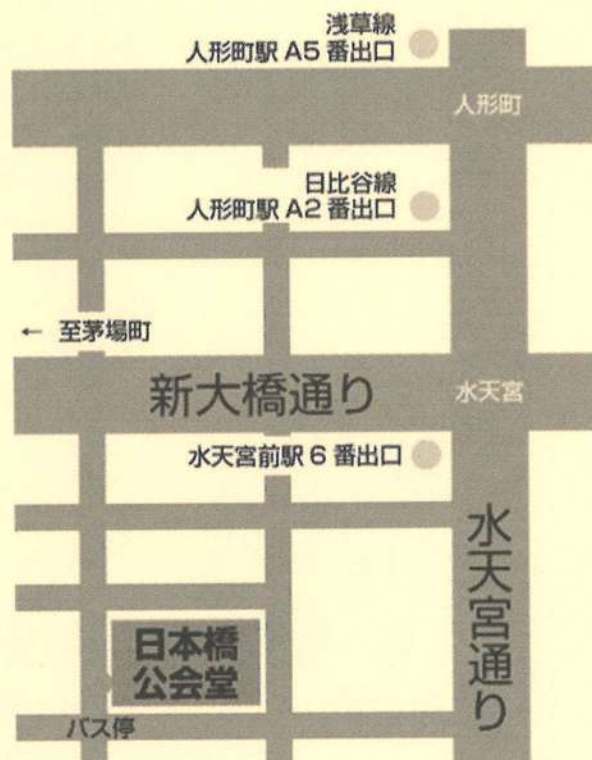 浅草線
人形町駅 A5 番出口
人形町
日比谷線
人形町駅 A2 番出口
← 至茅場町
新大橋通り
水天宮
水天宮前駅 6 番出口
水天宮通り
日本橋
公会堂
バス停